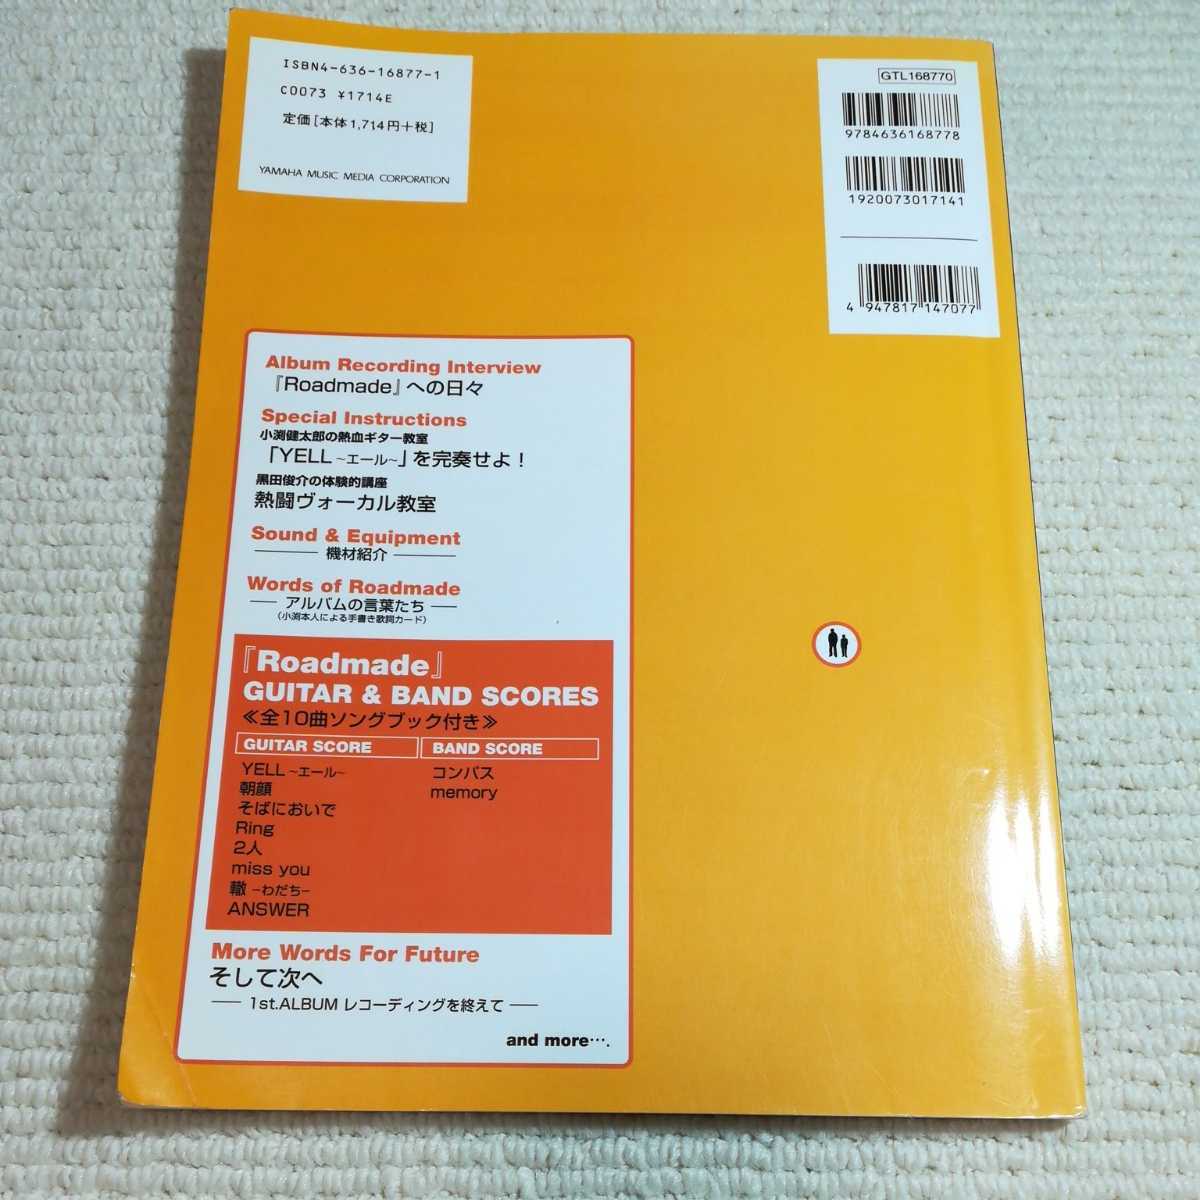 ISBN4-636-16877-1
C0073 ¥1714E
定価[本体1,714円+税]
YAMAHA MUSIC MEDIA CORPORATION
GTL168770
9784636168778
1920073017141
4 947817 147077
Album Recording Interview
『Roadmade』への日々
Special Instructions
小渕健太郎の熱血ギター教室
「YELL ～エール～」を完奏せよ！
黒田俊介の体験的講座
熱闘ヴォーカル教室
Sound & Equipment
機材紹介
Words of Roadmade
アルバムの言葉たち
（小渕本人による手書き歌詞カード）
『Roadmade』
GUITAR & BAND SCORES
≪全10曲ソングブック付き≫
GUITAR SCORE
YELL ～エール～
朝顔
そばにおいで
Ring
2人
miss you
轍 −わだち−
ANSWER
BAND SCORE
コンパス
memory
More Words For Future
そして次へ
1st.ALBUM レコーディングを終えて
and more….